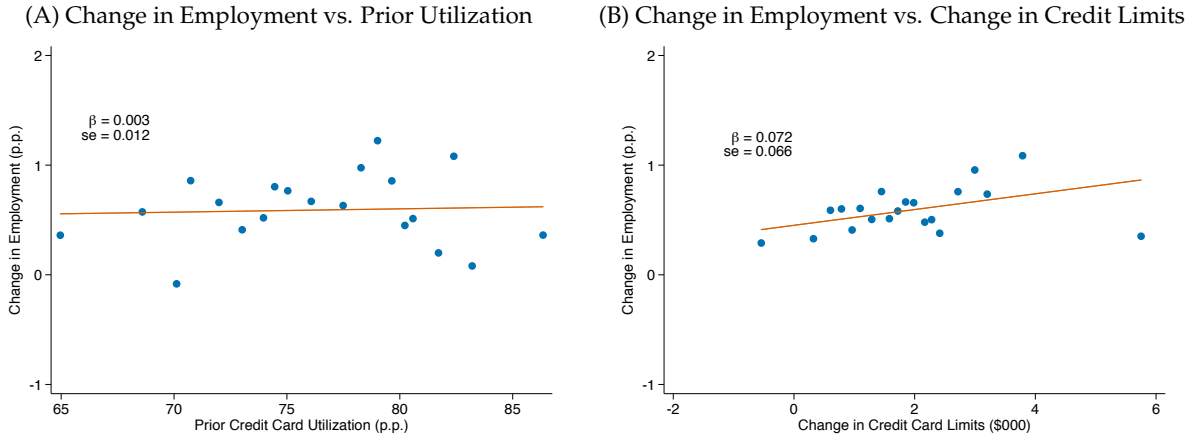 (A) Change in Employment vs. Prior Utilization
2
1
0
-1
Change in Employment (p.p.)
β = 0.003
se = 0.012
65 70 75 80 85
Prior Credit Card Utilization (p.p.)
(B) Change in Employment vs. Change in Credit Limits
2
1
0
-1
Change in Employment (p.p.)
β = 0.072
se = 0.066
-2 0 2 4 6
Change in Credit Card Limits ($000)